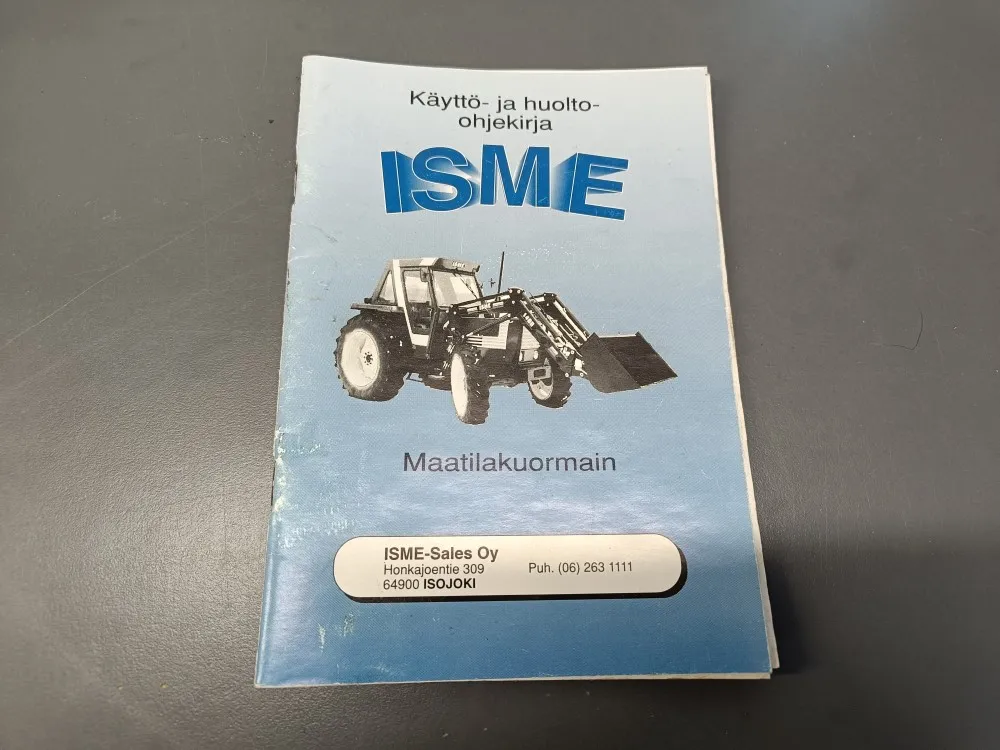 Käyttö- ja huolto-
ohjekirja
ISME
Maatilakuormain
ISME-Sales Oy
Honkajoentie 309
64900 ISOJOKI
Puh. (06) 263 1111